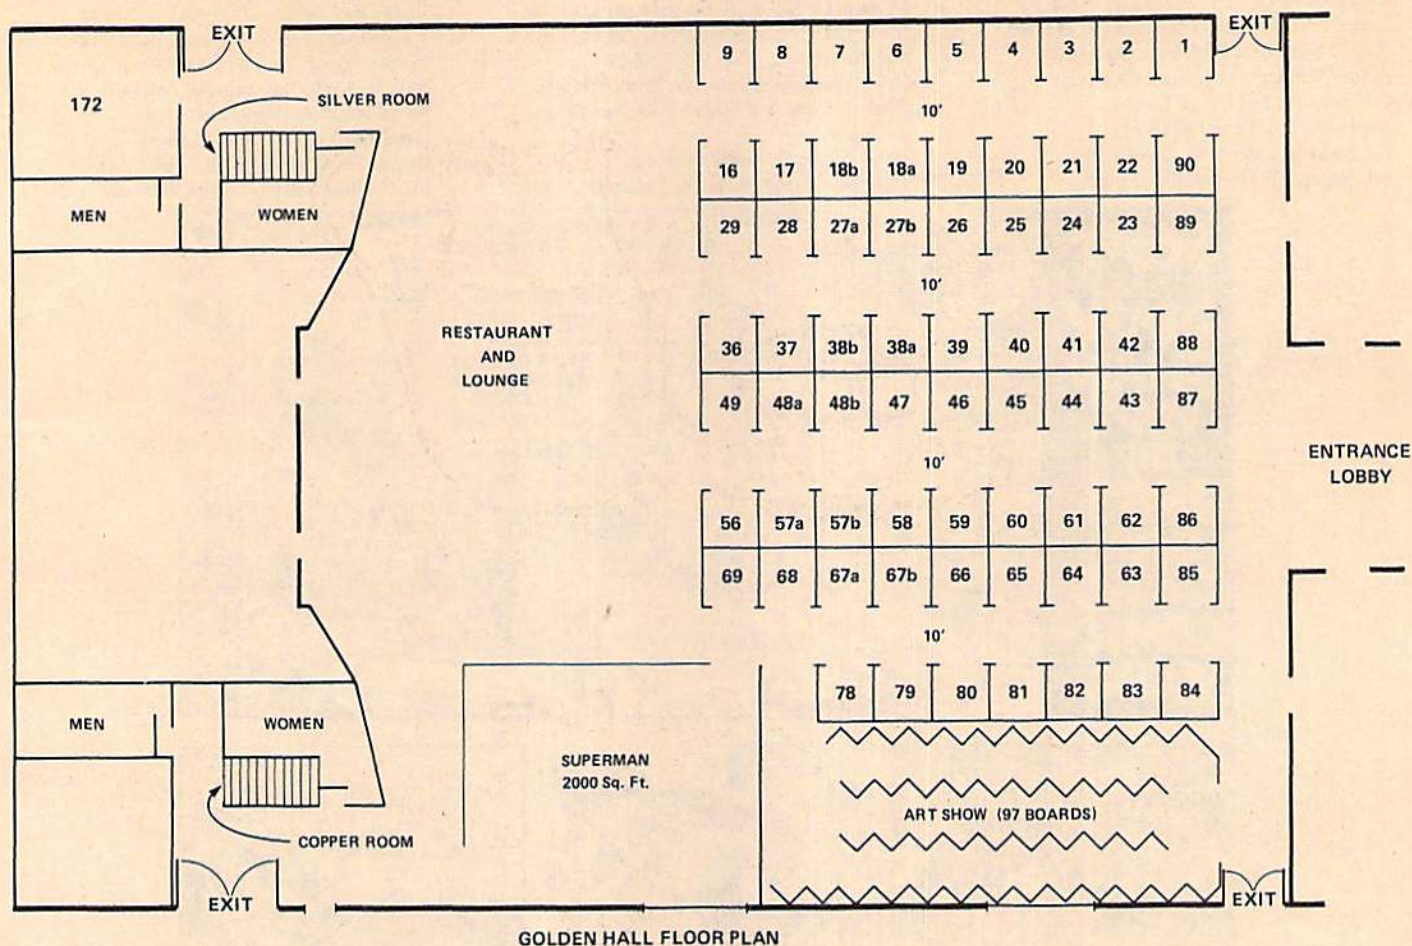 EXIT
EXIT
9 8 7 6 5 4 3 2 1
172
SILVER ROOM
10'
16 17 18b 18a 19 20 21 22 90
MEN
WOMEN
29 28 27a 27b 26 25 24 23 89
10'
RESTAURANT
AND
LOUNGE
36 37 38b 38a 39 40 41 42 88
49 48a 48b 47 46 45 44 43 87
10'
ENTRANCE
LOBBY
56 57a 57b 58 59 60 61 62 86
69 68 67a 67b 66 65 64 63 85
10'
78 79 80 81 82 83 84
MEN
WOMEN
SUPERMAN
2000 Sq. Ft.
ART SHOW (97 BOARDS)
COPPER ROOM
EXIT
EXIT
GOLDEN HALL FLOOR PLAN